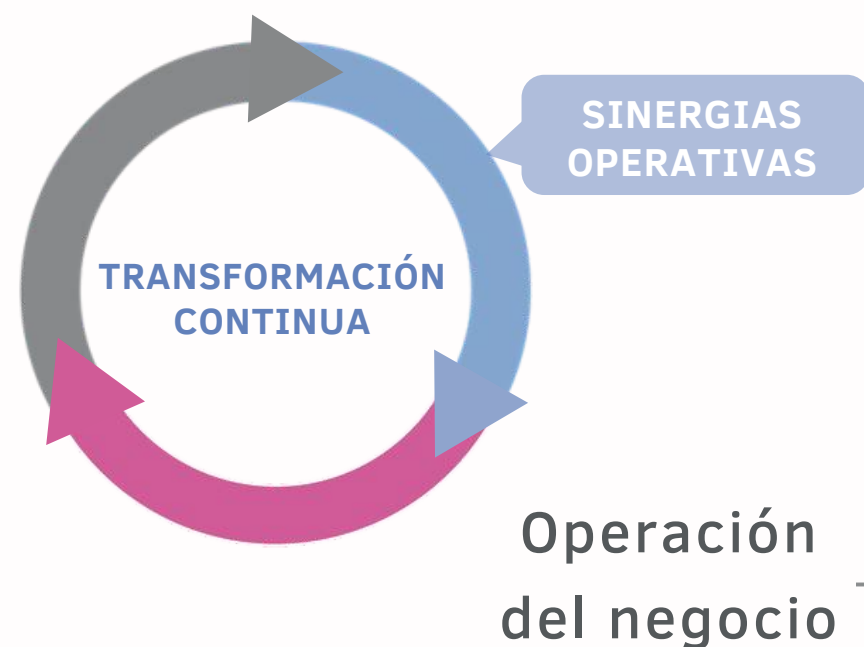 SINERGIAS
OPERATIVAS
TRANSFORMACIÓN
CONTINUA
Operación
del negocio